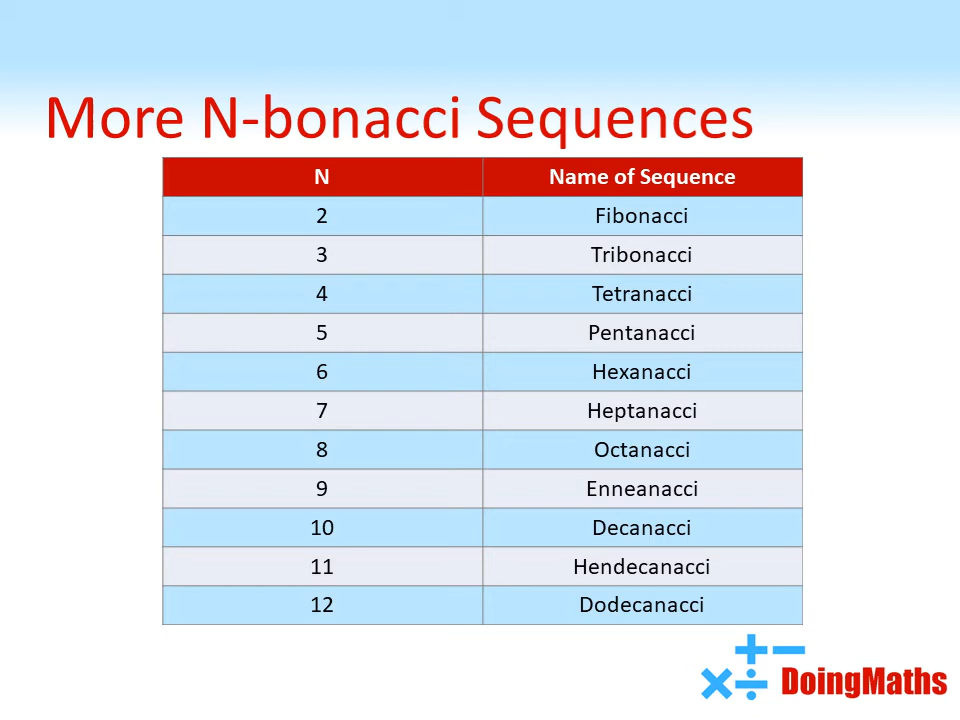 More N-bonacci Sequences
N Name of Sequence
2 Fibonacci
3 Tribonacci
4 Tetranacci
5 Pentanacci
6 Hexanacci
7 Heptanacci
8 Octanacci
9 Enneanacci
10 Decanacci
11 Hendecanacci
12 Dodecanacci
DoingMaths